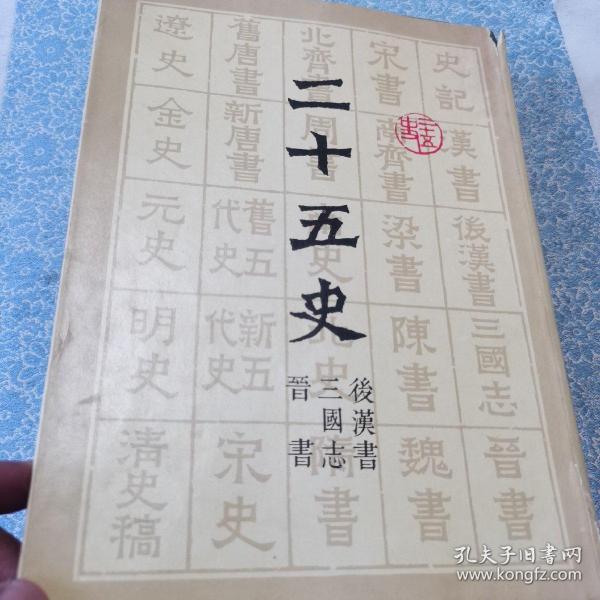 二十五史
後漢書
三國志
晉書
史記
漢書
後漢書
三國志
晉書
宋書
南齊書
梁書
陳書
魏書
北齊書
周書
史
史
書
舊唐書
新唐書
舊五代史
新五代史
宋史
遼史
金史
元史
明史
清史稿
孔夫子旧書网
www.kongfz.com